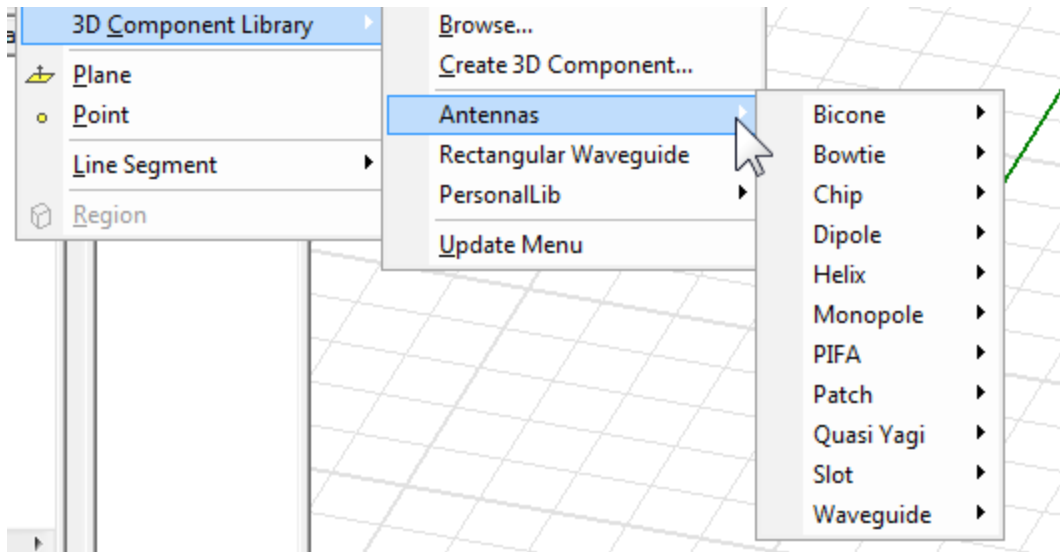 3D Component Library
Plane
Point
Line Segment
Region
Browse...
Create 3D Component...
Antennas
Rectangular Waveguide
PersonalLib
Update Menu
Bicone
Bowtie
Chip
Dipole
Helix
Monopole
PIFA
Patch
Quasi Yagi
Slot
Waveguide